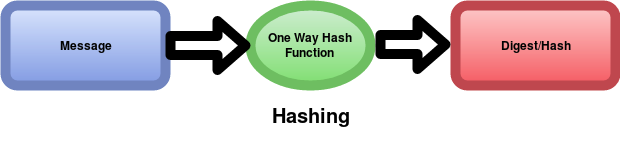 Message
One Way Hash
Function
Digest/Hash
Hashing